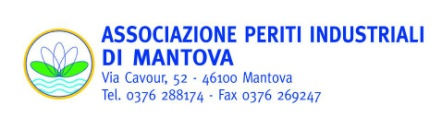 ASSOCIAZIONE PERITI INDUSTRIALI
DI MANTOVA
Via Cavour, 52 - 46100 Mantova
Tel. 0376 288174 - Fax 0376 269247